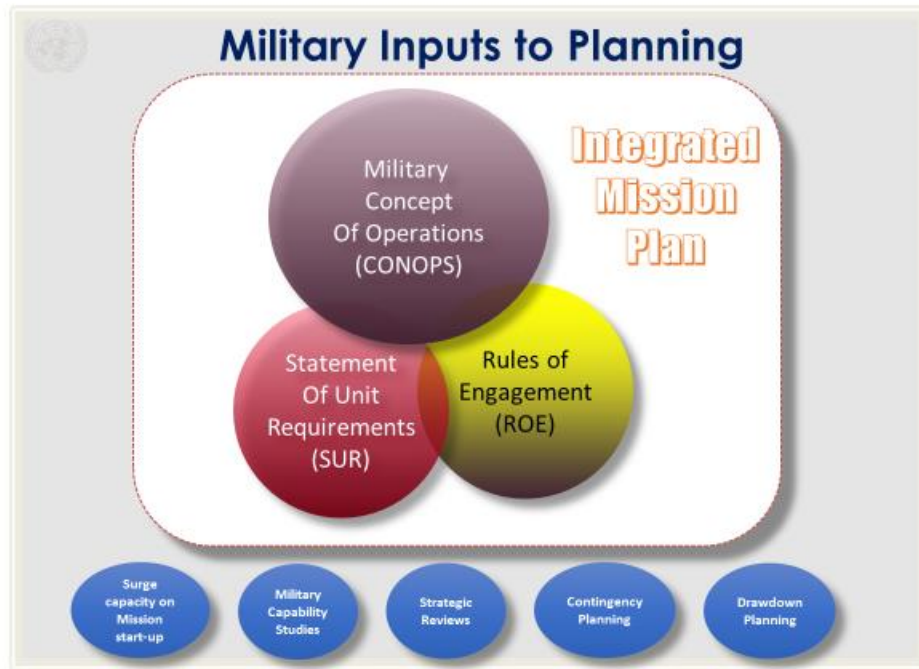 Military Inputs to Planning
Military
Concept
Of Operations
(CONOPS)
Integrated
Mission
Plan
Statement
Of Unit
Requirements
(SUR)
Rules of
Engagement
(ROE)
Surge
capacity on
Mission
start-up
Military
Capability
Studies
Strategic
Reviews
Contingency
Planning
Drawdown
Planning